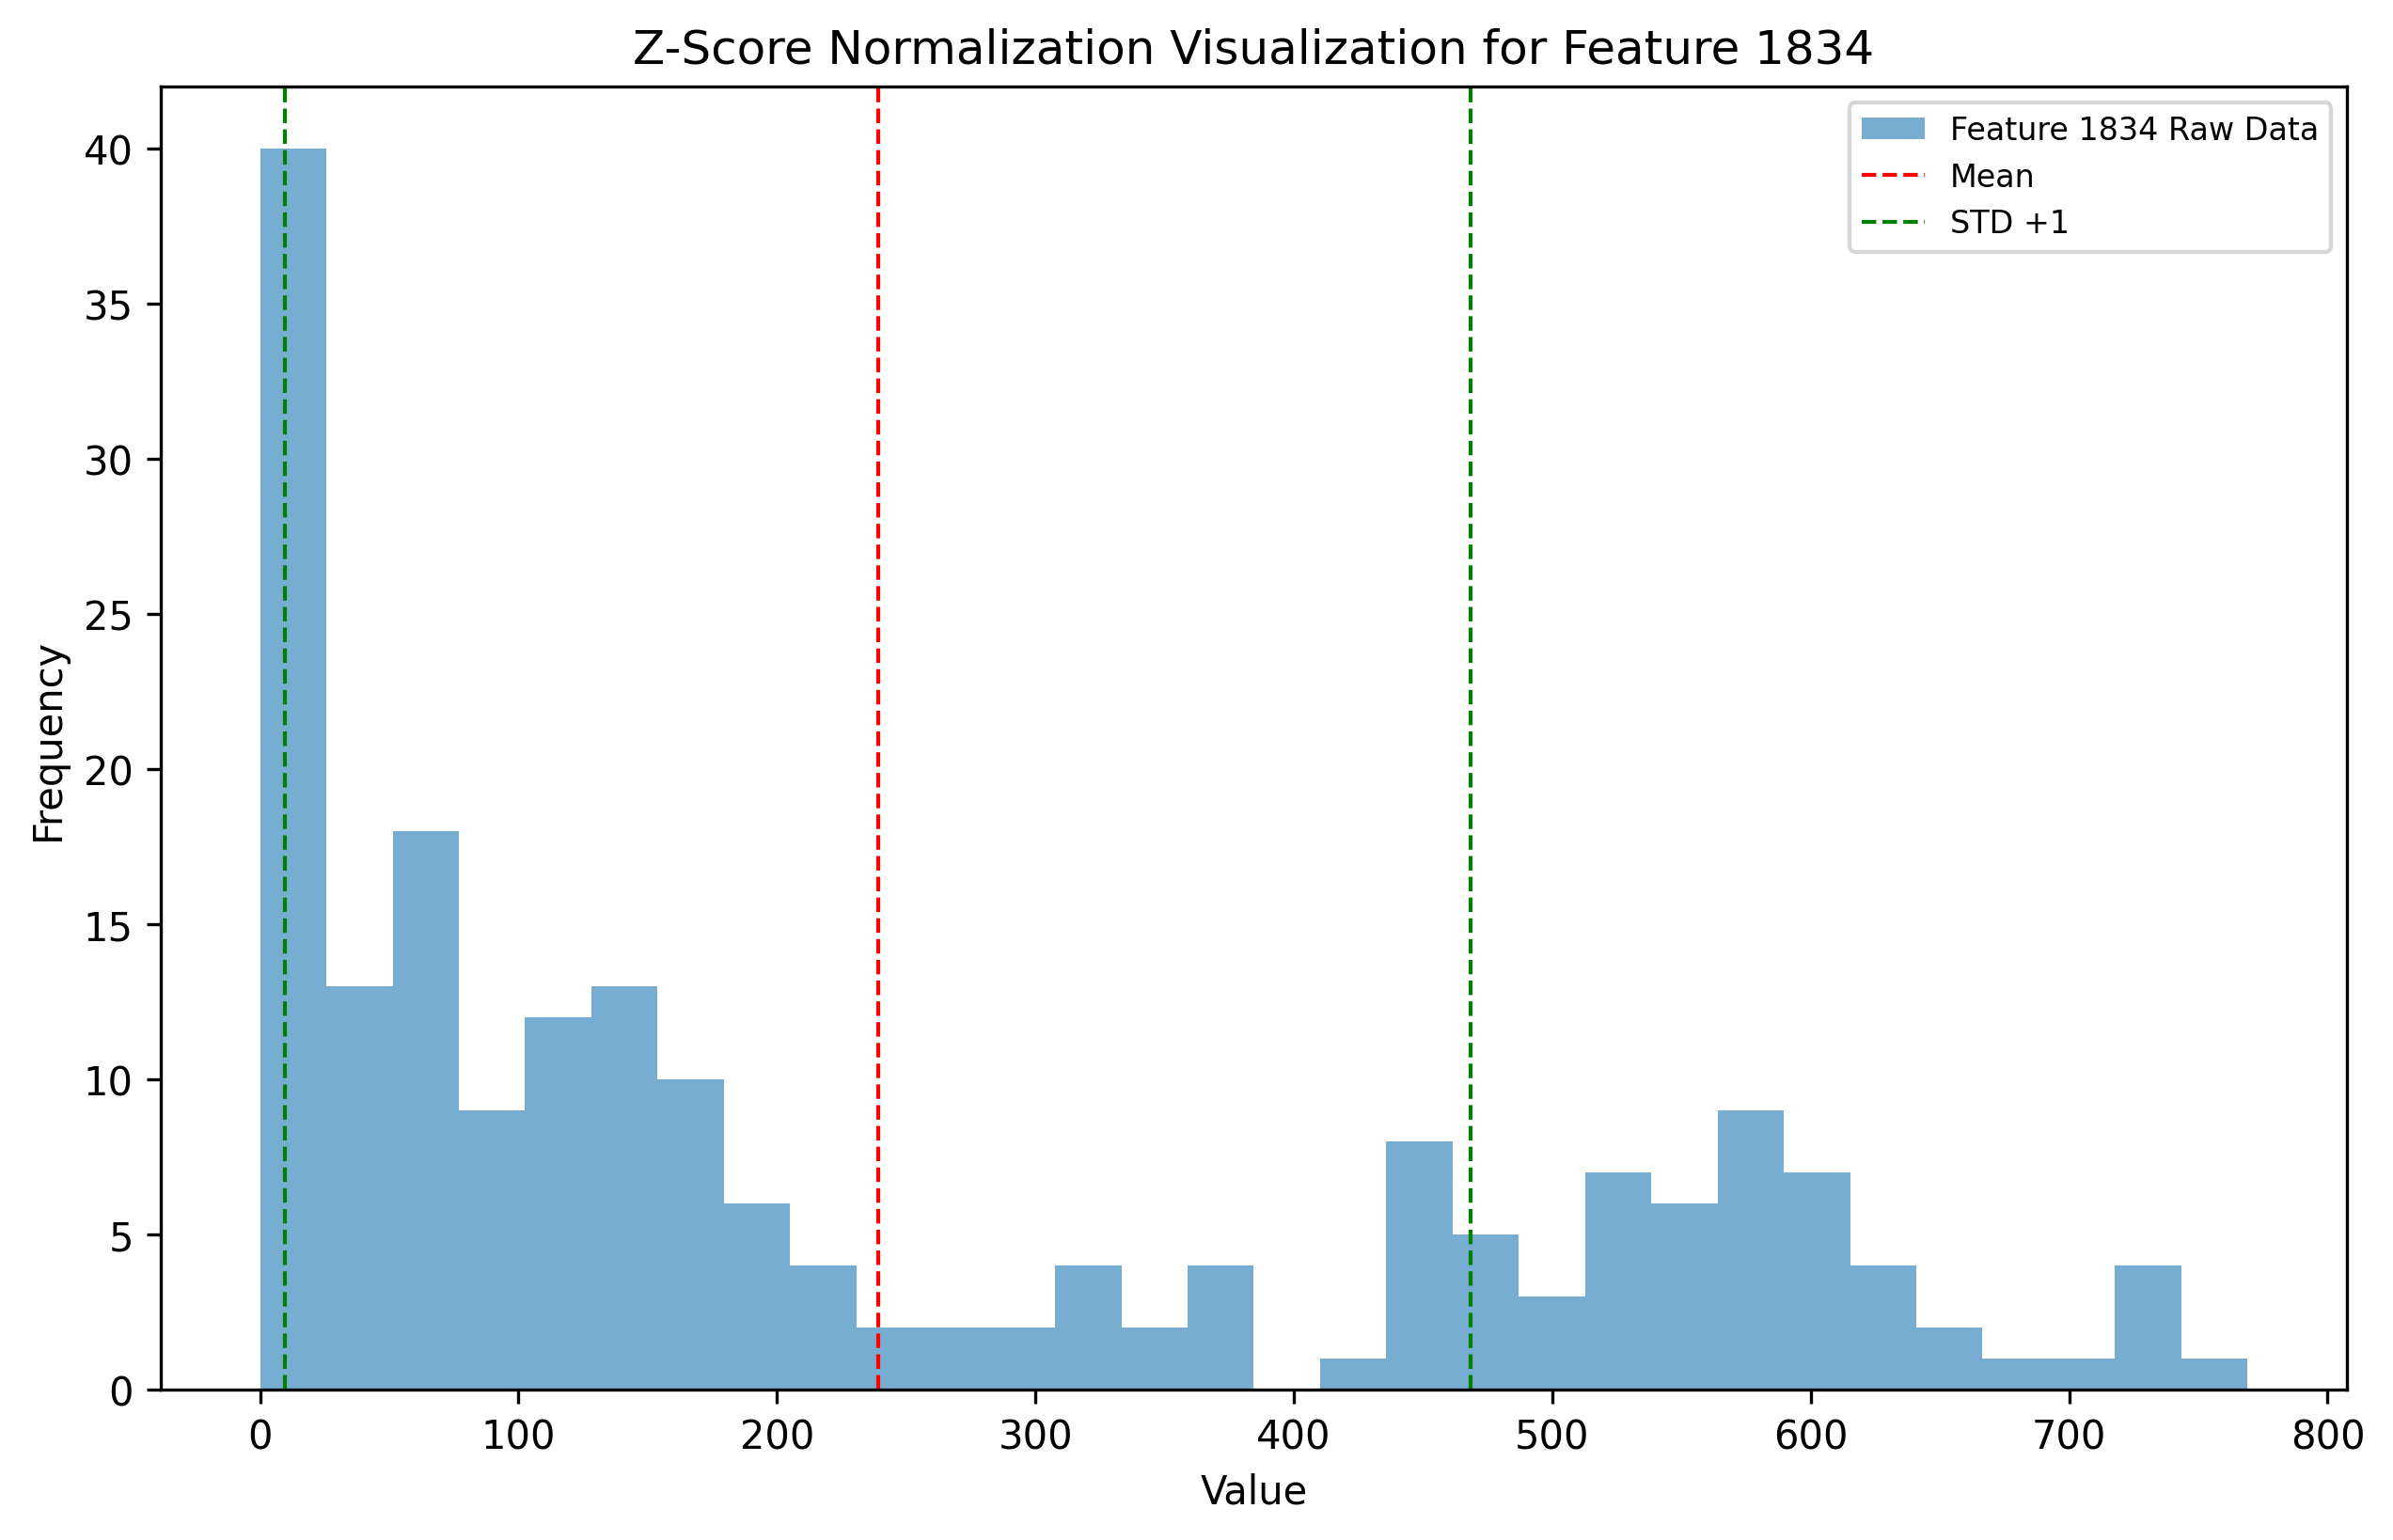 Z-Score Normalization Visualization for Feature 1834
Feature 1834 Raw Data
Mean
STD +1
40
35
30
25
20
15
10
5
0
Frequency
0 100 200 300 400 500 600 700 800
Value